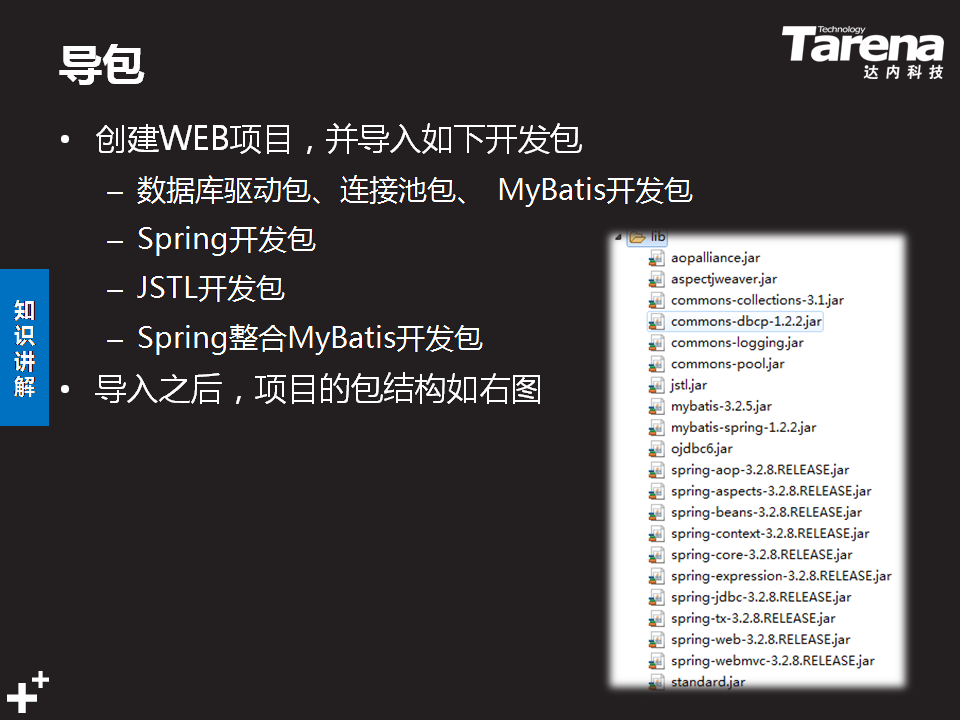 导包
Technology
Tarena
达内科技
• 创建WEB项目，并导入如下开发包
– 数据库驱动包、连接池包、 MyBatis开发包
– Spring开发包
– JSTL开发包
– Spring整合MyBatis开发包
• 导入之后，项目的包结构如右图
知识讲解
lib
aopalliance.jar
aspectjweaver.jar
commons-collections-3.1.jar
commons-dbcp-1.2.2.jar
commons-logging.jar
commons-pool.jar
jstl.jar
mybatis-3.2.5.jar
mybatis-spring-1.2.2.jar
ojdbc6.jar
spring-aop-3.2.8.RELEASE.jar
spring-aspects-3.2.8.RELEASE.jar
spring-beans-3.2.8.RELEASE.jar
spring-context-3.2.8.RELEASE.jar
spring-core-3.2.8.RELEASE.jar
spring-expression-3.2.8.RELEASE.jar
spring-jdbc-3.2.8.RELEASE.jar
spring-tx-3.2.8.RELEASE.jar
spring-web-3.2.8.RELEASE.jar
spring-webmvc-3.2.8.RELEASE.jar
standard.jar